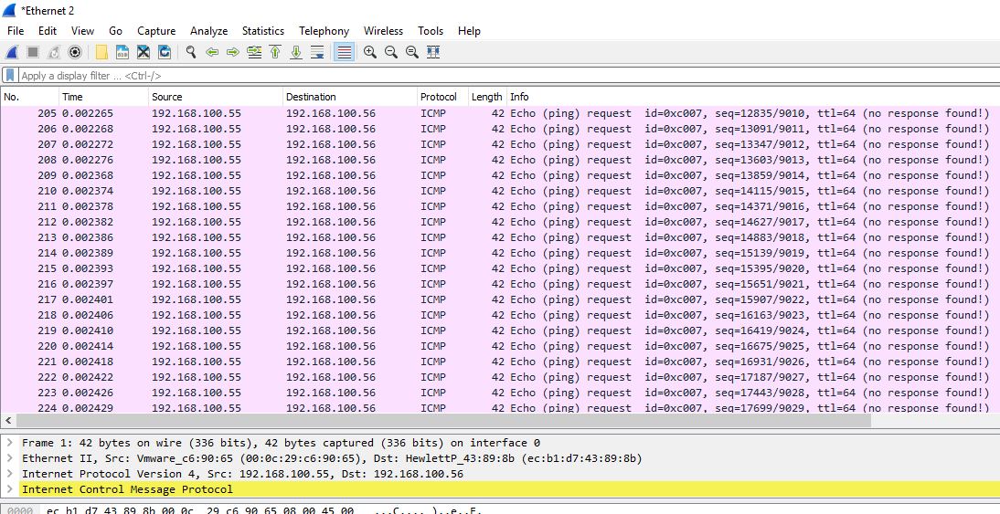 *Ethernet 2
File Edit View Go Capture Analyze Statistics Telephony Wireless Tools Help
Apply a display filter ... <Ctrl-/>
No. Time Source Destination Protocol Length Info
205 0.002265 192.168.100.55 192.168.100.56 ICMP 42 Echo (ping) request id=0xc007, seq=12835/9010, ttl=64 (no response found!)
206 0.002268 192.168.100.55 192.168.100.56 ICMP 42 Echo (ping) request id=0xc007, seq=13091/9011, ttl=64 (no response found!)
207 0.002272 192.168.100.55 192.168.100.56 ICMP 42 Echo (ping) request id=0xc007, seq=13347/9012, ttl=64 (no response found!)
208 0.002276 192.168.100.55 192.168.100.56 ICMP 42 Echo (ping) request id=0xc007, seq=13603/9013, ttl=64 (no response found!)
209 0.002368 192.168.100.55 192.168.100.56 ICMP 42 Echo (ping) request id=0xc007, seq=13859/9014, ttl=64 (no response found!)
210 0.002374 192.168.100.55 192.168.100.56 ICMP 42 Echo (ping) request id=0xc007, seq=14115/9015, ttl=64 (no response found!)
211 0.002378 192.168.100.55 192.168.100.56 ICMP 42 Echo (ping) request id=0xc007, seq=14371/9016, ttl=64 (no response found!)
212 0.002382 192.168.100.55 192.168.100.56 ICMP 42 Echo (ping) request id=0xc007, seq=14627/9017, ttl=64 (no response found!)
213 0.002386 192.168.100.55 192.168.100.56 ICMP 42 Echo (ping) request id=0xc007, seq=14883/9018, ttl=64 (no response found!)
214 0.002389 192.168.100.55 192.168.100.56 ICMP 42 Echo (ping) request id=0xc007, seq=15139/9019, ttl=64 (no response found!)
215 0.002393 192.168.100.55 192.168.100.56 ICMP 42 Echo (ping) request id=0xc007, seq=15395/9020, ttl=64 (no response found!)
216 0.002397 192.168.100.55 192.168.100.56 ICMP 42 Echo (ping) request id=0xc007, seq=15651/9021, ttl=64 (no response found!)
217 0.002401 192.168.100.55 192.168.100.56 ICMP 42 Echo (ping) request id=0xc007, seq=15907/9022, ttl=64 (no response found!)
218 0.002406 192.168.100.55 192.168.100.56 ICMP 42 Echo (ping) request id=0xc007, seq=16163/9023, ttl=64 (no response found!)
219 0.002410 192.168.100.55 192.168.100.56 ICMP 42 Echo (ping) request id=0xc007, seq=16419/9024, ttl=64 (no response found!)
220 0.002414 192.168.100.55 192.168.100.56 ICMP 42 Echo (ping) request id=0xc007, seq=16675/9025, ttl=64 (no response found!)
221 0.002418 192.168.100.55 192.168.100.56 ICMP 42 Echo (ping) request id=0xc007, seq=16931/9026, ttl=64 (no response found!)
222 0.002422 192.168.100.55 192.168.100.56 ICMP 42 Echo (ping) request id=0xc007, seq=17187/9027, ttl=64 (no response found!)
223 0.002426 192.168.100.55 192.168.100.56 ICMP 42 Echo (ping) request id=0xc007, seq=17443/9028, ttl=64 (no response found!)
224 0.002429 192.168.100.55 192.168.100.56 ICMP 42 Echo (ping) request id=0xc007, seq=17699/9029, ttl=64 (no response found!)
Frame 1: 42 bytes on wire (336 bits), 42 bytes captured (336 bits) on interface 0
Ethernet II, Src: Vmware_c6:90:65 (00:0c:29:c6:90:65), Dst: HewlettP_43:89:8b (ec:b1:d7:43:89:8b)
Internet Protocol Version 4, Src: 192.168.100.55, Dst: 192.168.100.56
Internet Control Message Protocol
0000 ec b1 d7 43 89 8b 00 0c 29 c6 90 65 08 00 45 00 ...C.... )..e..E.